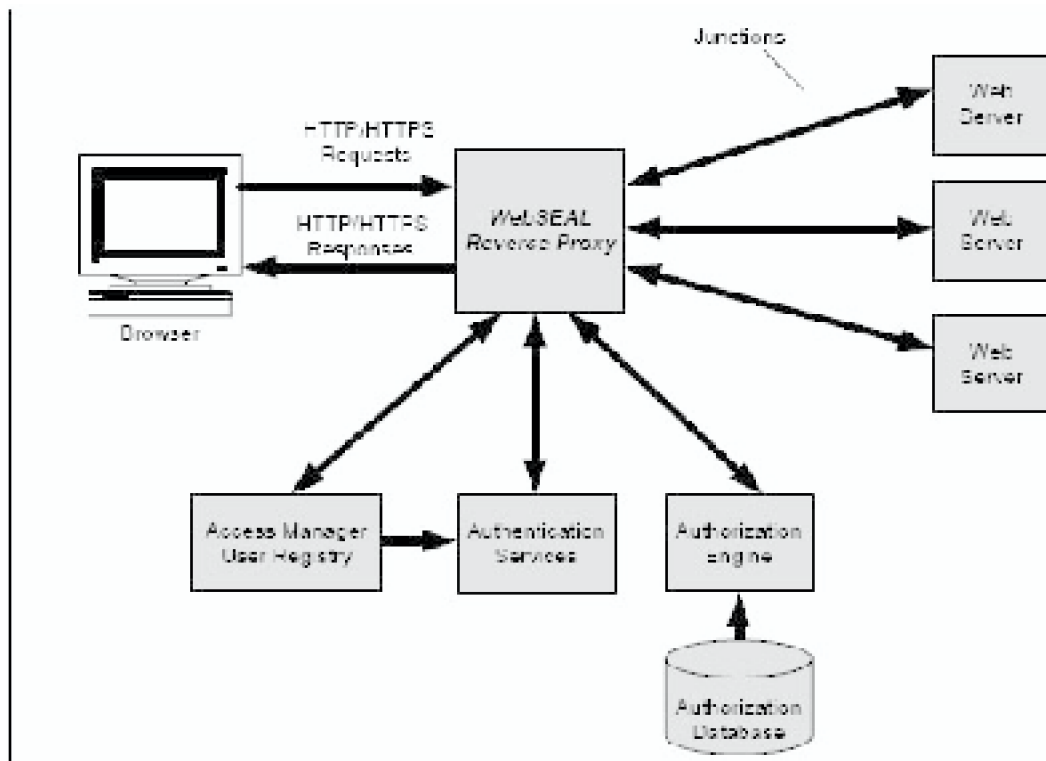 Junctions
Web
Server
HTTP/HTTPS
Requests
WebSEAL
Reverse Proxy
Web
Server
HTTP/HTTPS
Responses
Browser
Web
Server
Access Manager
User Registry
Authentication
Services
Authorization
Engine
Authorization
Database